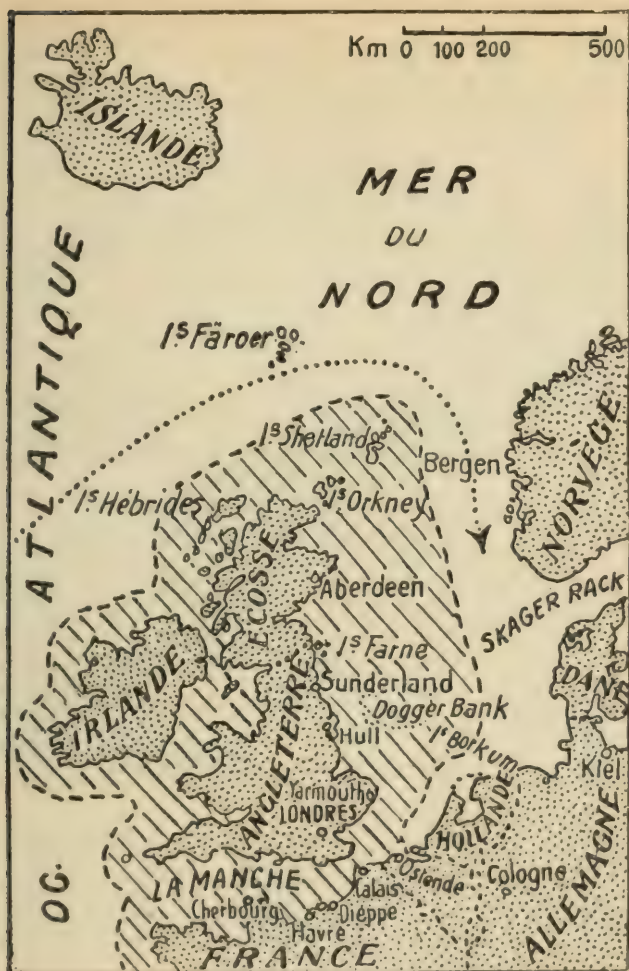 Km 0 100 200 500
ISLANDE
MER
DU
NORD
OC. ATLANTIQUE
Is. Färoer
Is Shetland
Bergen
NORVÈGE
Is. Hébrides
Is Orkney
ECOSSE
Aberdeen
SKAGER RACK
Is Farne
DANE
IRLANDE
Sunderland
Dogger Bank
Is Borkum
Hull
Kiel
ANGLETERRE
Yarmouth
LONDRES
HOLLANDE
ALLEMAGNE
LA MANCHE
Calais
Ostende
Cologne
Cherbourg
Dieppe
Havre
FRANCE